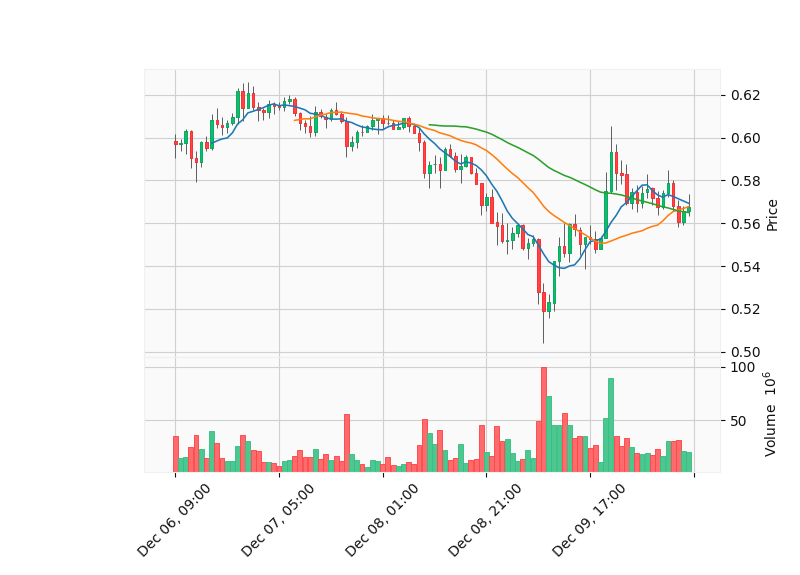 0.62
0.60
0.58
0.56
0.54
0.52
0.50
Price
100
50
Volume 10⁶
Dec 06, 09:00
Dec 07, 05:00
Dec 08, 01:00
Dec 08, 21:00
Dec 09, 17:00